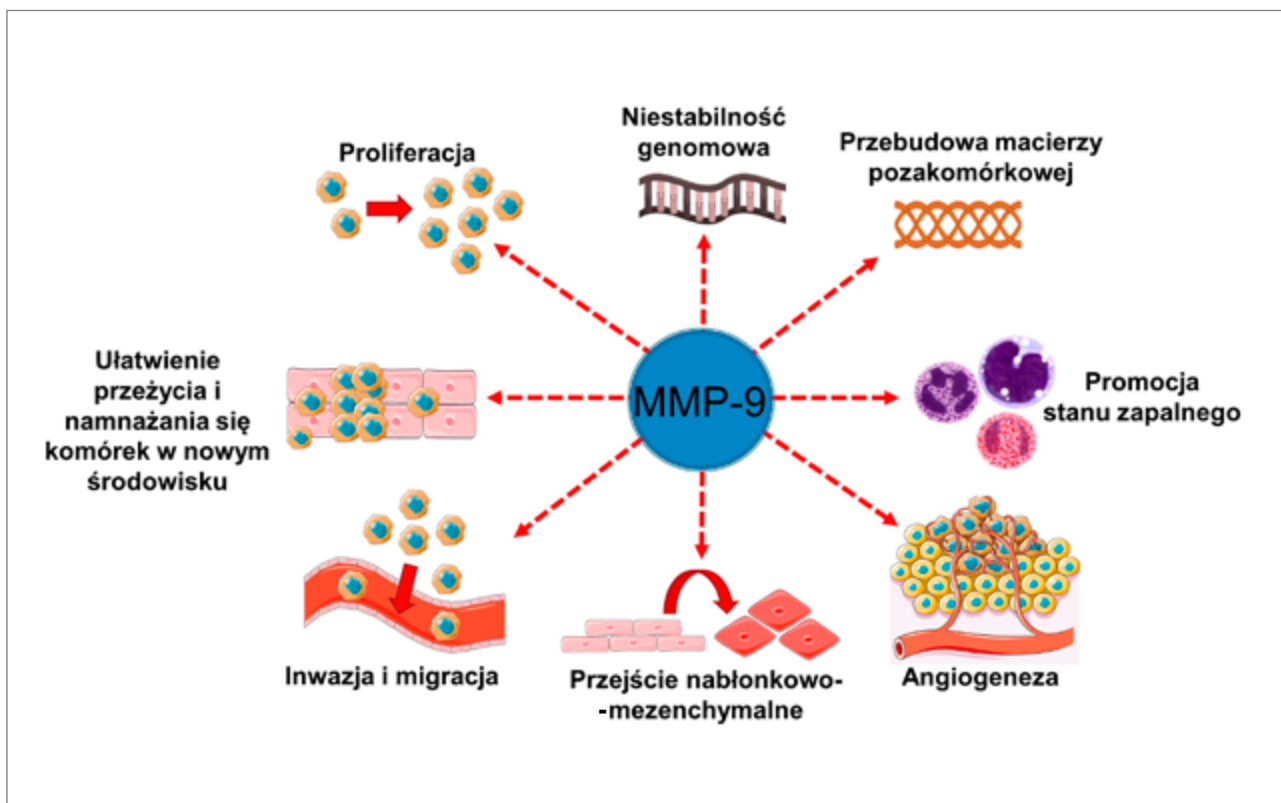 Niestabilność
genomowa
Proliferacja
Przebudowa macierzy
pozakomórkowej
Ułatwienie
przeżycia i
namnażania się
komórek w nowym
środowisku
MMP-9
Promocja
stanu zapalnego
Inwazja i migracja
Przejście nabłonkowo-
-mezenchymalne
Angiogeneza